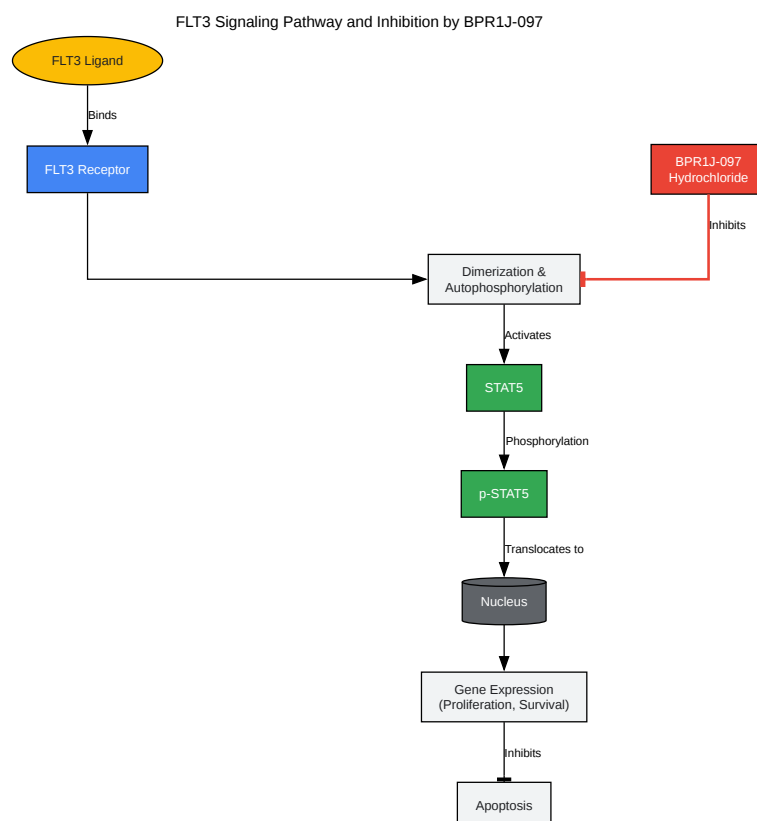 FLT3 Signaling Pathway and Inhibition by BPR1J-097
FLT3 Ligand
Binds
FLT3 Receptor
BPR1J-097
Hydrochloride
Inhibits
Dimerization &
Autophosphorylation
Activates
STAT5
Phosphorylation
p-STAT5
Translocates to
Nucleus
Gene Expression
(Proliferation, Survival)
Inhibits
Apoptosis